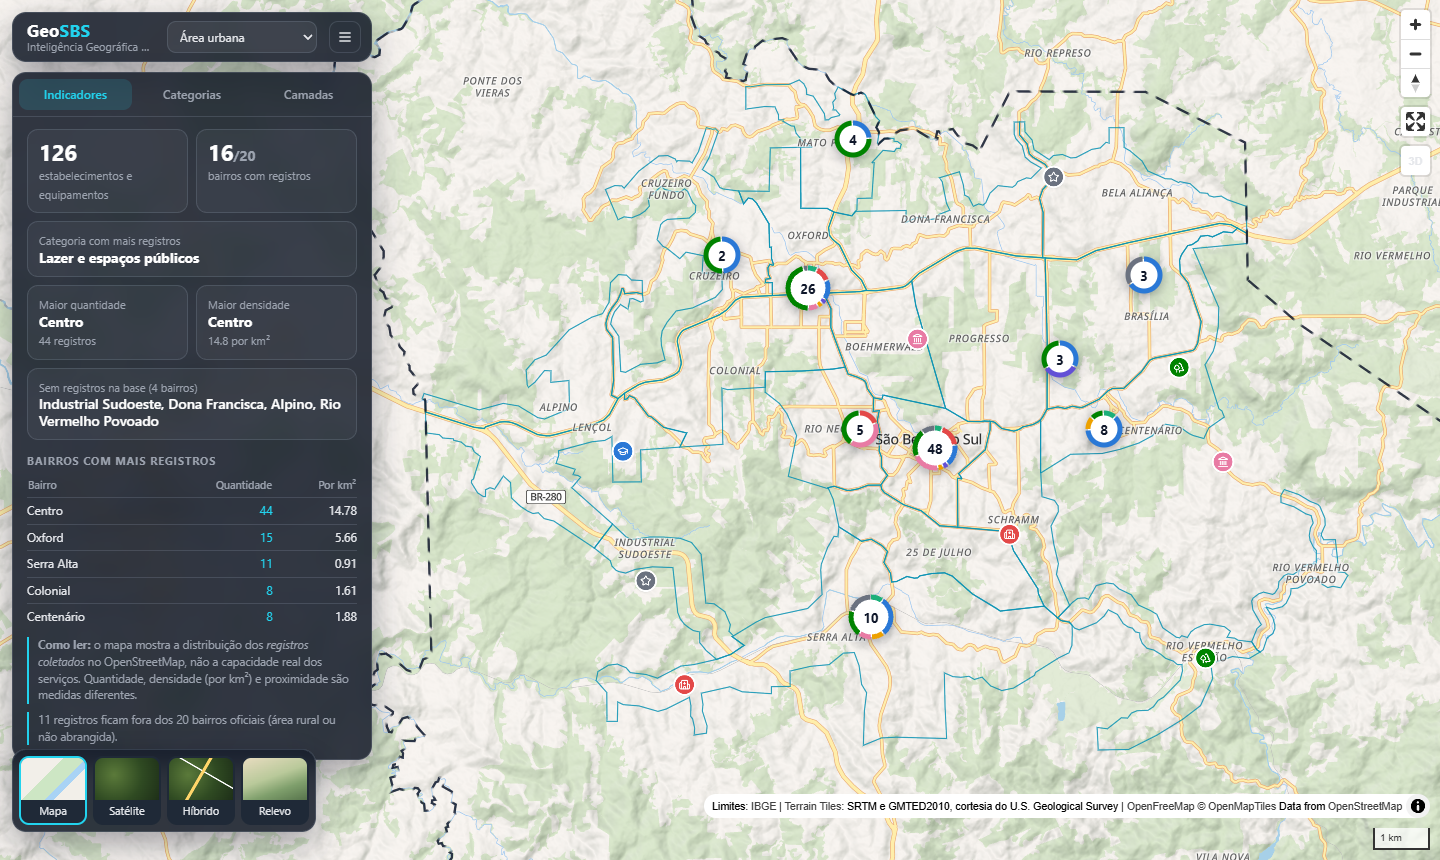 GeoSBS
Inteligência Geográfica ...
Área urbana
Indicadores
Categorias
Camadas
126
estabelecimentos e
equipamentos
16/20
bairros com registros
Categoria com mais registros
Lazer e espaços públicos
Maior quantidade
Centro
44 registros
Maior densidade
Centro
14.8 por km²
Sem registros na base (4 bairros)
Industrial Sudoeste, Dona Francisca, Alpino, Rio
Vermelho Povoado
BAIRROS COM MAIS REGISTROS
Bairro Quantidade Por km²
Centro 44 14.78
Oxford 15 5.66
Serra Alta 11 0.91
Colonial 8 1.61
Centenário 8 1.88
Como ler: o mapa mostra a distribuição dos registros
coletados no OpenStreetMap, não a capacidade real dos
serviços. Quantidade, densidade (por km²) e proximidade são
medidas diferentes.
11 registros ficam fora dos 20 bairros oficiais (área rural ou
não abrangida).
Mapa
Satélite
Híbrido
Relevo
PONTE DOS
VIERAS
RIO REPRESO
MATO
4
CRUZEIRO
FUNDO
BELA ALIANÇA
PARQUE
INDUSTRIAL
DONA FRANCISCA
OXFORD
2
CRUZEIRO
26
3
RIO VERMELHO
BRASÍLIA
BOEHMERWA
PROGRESSO
3
COLONIAL
ALPINO
LENÇOL
RIO NE
5
São Be
o Sul
48
8
CENTENÁRIO
BR-280
SCHRAMM
INDUSTRIAL
SUDOESTE
25 DE JULHO
RIO VERMELHO
POVOADO
10
SERRA ALTA
RIO VERMELHO
3D
Limites: IBGE | Terrain Tiles: SRTM e GMTED2010, cortesia do U.S. Geological Survey | OpenFreeMap © OpenMapTiles Data from OpenStreetMap
1 km
VILA NOVA